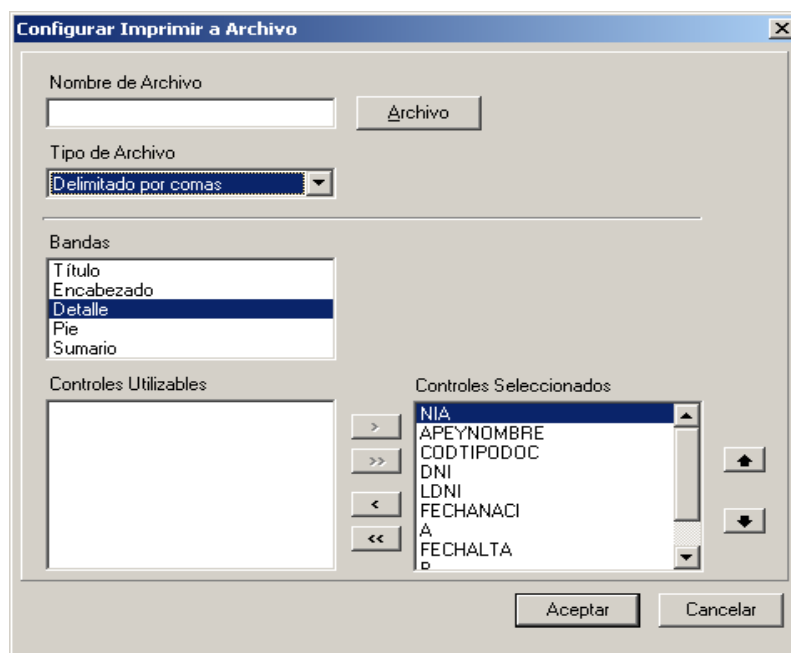 Configurar Imprimir a Archivo
Nombre de Archivo
Archivo
Tipo de Archivo
Delimitado por comas
Bandas
Título
Encabezado
Detalle
Pie
Sumario
Controles Utilizables
>
>>
<
<<
Controles Seleccionados
NIA
APEYNOMBRE
CODTIPODOC
DNI
LDNI
FECHANACI
A
FECHALTA
Aceptar
Cancelar